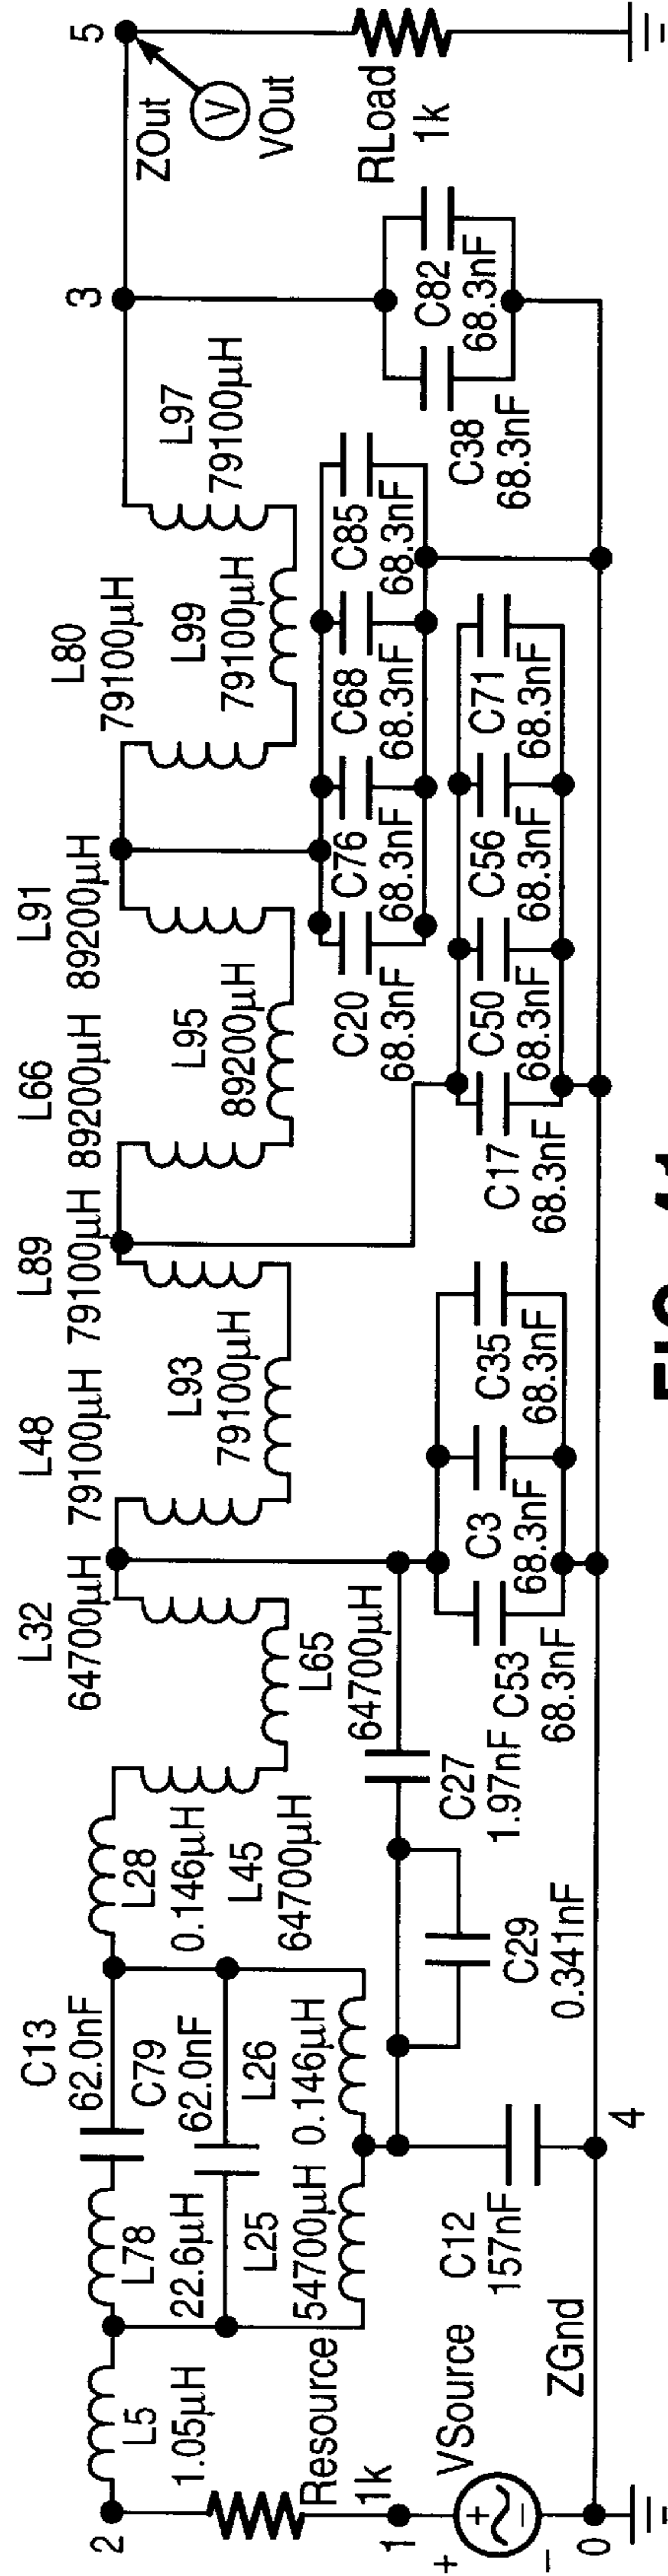 2
L5
1.05µH
Resource
1k
1
VSource
+
−
+
−
0
ZGnd
4
L78
22.6µH
C13
62.0nF
C79
62.0nF
L25
54700µH
L26
0.146µH
C12
157nF
L28
0.146µH
L45
64700µH
L32
64700µH
L65
64700µH
C29
0.341nF
C27
1.97nF
C53
68.3nF
C3
68.3nF
C35
68.3nF
L48
79100µH
L93
79100µH
L89
79100µH
L66
89200µH
L95
89200µH
L91
89200µH
C17
68.3nF
C50
68.3nF
C56
68.3nF
C71
68.3nF
C20
68.3nF
C76
68.3nF
C68
68.3nF
C85
68.3nF
L80
79100µH
L99
79100µH
L97
79100µH
3
C38
68.3nF
C82
68.3nF
5
ZOut
V
VOut
RLoad
1k